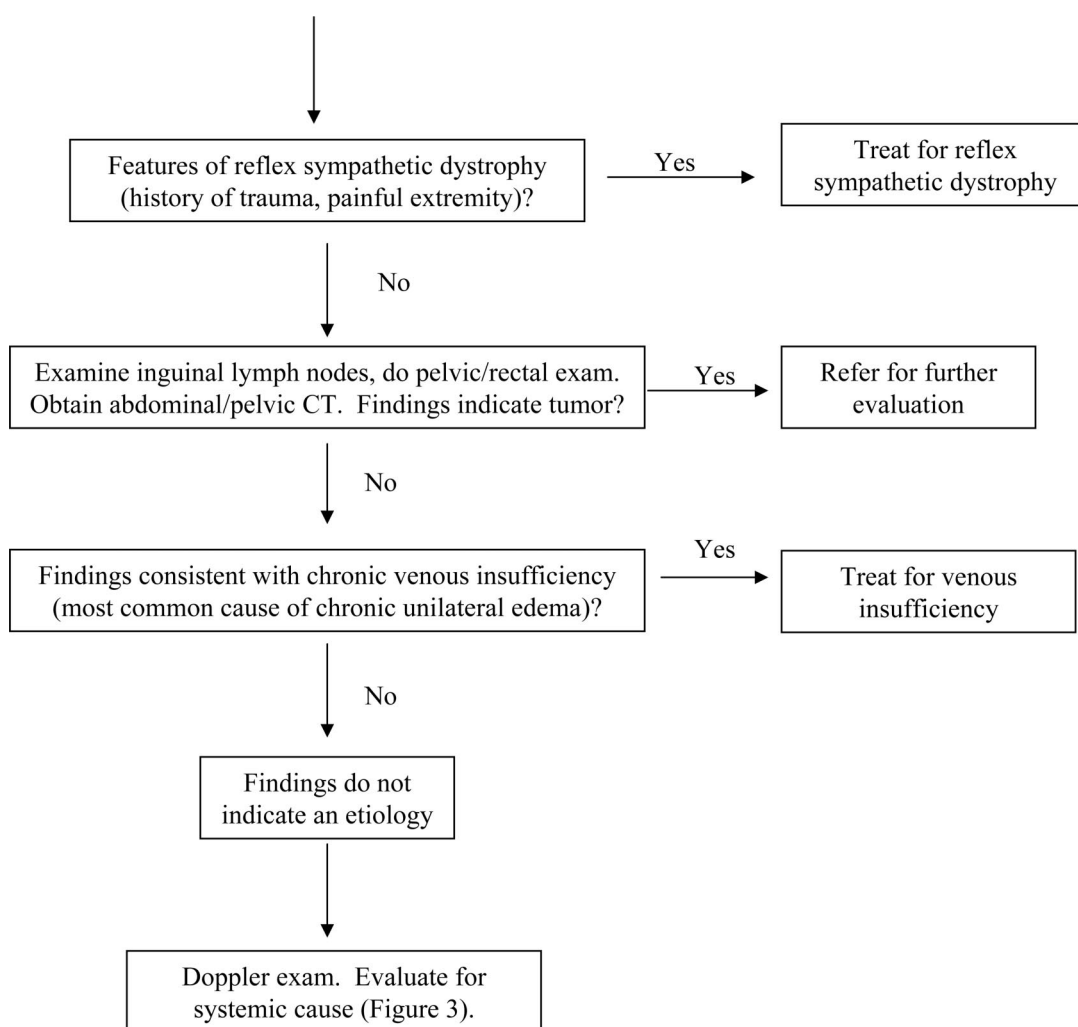 Features of reflex sympathetic dystrophy
(history of trauma, painful extremity)?
Yes
Treat for reflex
sympathetic dystrophy
No
Examine inguinal lymph nodes, do pelvic/rectal exam.
Obtain abdominal/pelvic CT.  Findings indicate tumor?
Yes
Refer for further
evaluation
No
Findings consistent with chronic venous insufficiency
(most common cause of chronic unilateral edema)?
Yes
Treat for venous
insufficiency
No
Findings do not
indicate an etiology
Doppler exam.  Evaluate for
systemic cause (Figure 3).